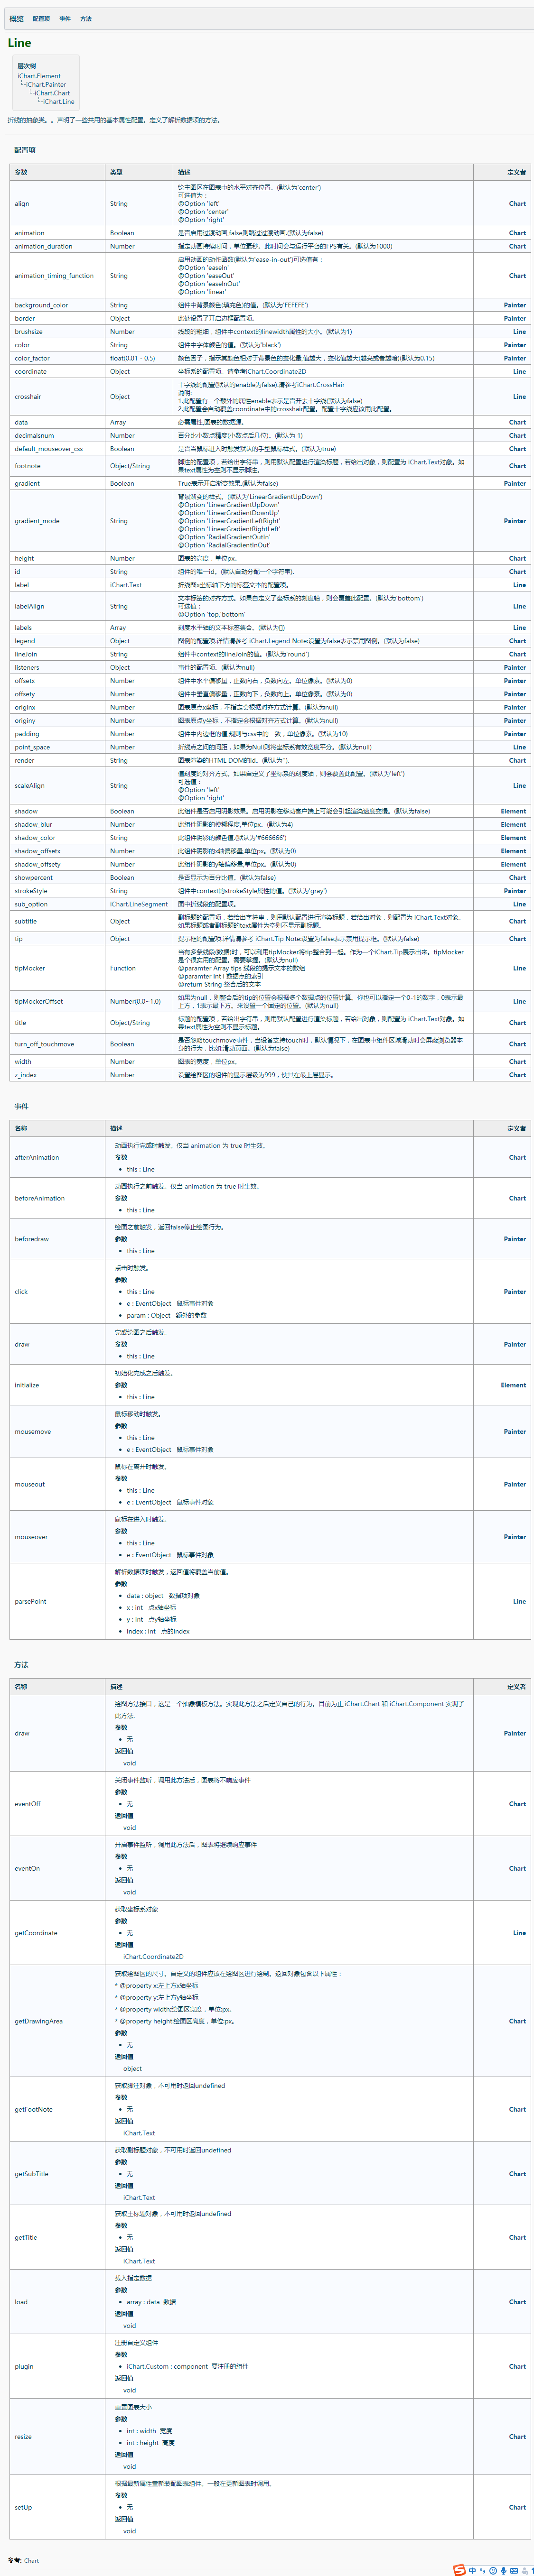 概览 配置项 事件 方法
Line
层次树
iChart.Element
iChart.Painter
iChart.Chart
iChart.Line
折线的抽象类。。声明了一些共用的基本属性配置。定义了解析数据项的方法。
配置项
参数 类型 描述 定义者
align String 绘主图区在图表中的水平对齐位置。(默认为'center') Chart
可选值为：
@Option 'left'
@Option 'center'
@Option 'right'
animation Boolean 是否启用过渡动画,false则跳过过渡动画.(默认为false) Chart
animation_duration Number 指定动画持续时间，单位毫秒。此时间会与运行平台的FPS有关。(默认为1000) Chart
animation_timing_function String 启用动画的动作函数(默认为'ease-in-out')可选值有： Chart
@Option 'easeIn'
@Option 'easeOut'
@Option 'easeInOut'
@Option 'linear'
background_color String 组件中背景颜色(填充色)的值。(默认为'FEFEFE') Painter
border Object 此处设置了开启边框配置项。 Painter
brushsize Number 线段的粗细，组件中context的linewidth属性的大小。(默认为1) Line
color String 组件中字体颜色的值。(默认为'black') Painter
color_factor float(0.01 - 0.5) 颜色因子，指示其颜色相对于背景色的变化量,值越大，变化值越大(越亮或者越暗)(默认为0.15) Painter
coordinate Object 坐标系的配置项。请参考iChart.Coordinate2D Line
crosshair Object 十字线的配置(默认的enable为false),请参考iChart.CrossHair Line
说明:
1.此配置有一个额外的属性enable表示是否开去十字线(默认为false)
2.此配置会自动覆盖coordinate中的crosshair配置。配置十字线应该用此配置。
data Array 必需属性,图表的数据源。 Chart
decimalsnum Number 百分比小数点精度(小数点后几位)。(默认为 1) Chart
default_mouseover_css Boolean 是否当鼠标进入时触发默认的手型鼠标样式。(默认为true) Chart
footnote Object/String 脚注的配置项，若给出字符串，则用默认配置进行渲染标题，若给出对象，则配置为 iChart.Text对象。如 Chart
果text属性为空则不显示脚注。
gradient Boolean True表示开启渐变效果.(默认为false) Painter
gradient_mode String 背景渐变的样式。(默认为'LinearGradientUpDown') Painter
@Option 'LinearGradientUpDown'
@Option 'LinearGradientDownUp'
@Option 'LinearGradientLeftRight'
@Option 'LinearGradientRightLeft'
@Option 'RadialGradientOutIn'
@Option 'RadialGradientInOut'
height Number 图表的高度，单位px。 Chart
id String 组件的唯一id。(默认自动分配一个字符串)。 Chart
label iChart.Text 折线图x坐标轴下方的标签文本的配置项。 Line
labelAlign String 文本标签的对齐方式。如果自定义了坐标系的刻度轴，则会覆盖此配置。(默认为'bottom') Line
可选值：
@Option 'top,'bottom'
labels Array 刻度水平轴的文本标签集合。(默认为[]) Line
legend Object 图例的配置项.详情请参考 iChart.Legend Note:设置为false表示禁用图例。(默认为false) Chart
lineJoin String 组件中context的lineJoin的值。(默认为'round') Chart
listeners Object 事件的配置项。(默认为null) Painter
offsetx Number 组件中水平偏移量，正数向右，负数向左。单位像素。(默认为0) Painter
offsety Number 组件中垂直偏移量，正数向下，负数向上。单位像素。(默认为0) Painter
originx Number 图表原点x坐标，不指定会根据对齐方式计算。(默认为null) Painter
originy Number 图表原点y坐标，不指定会根据对齐方式计算。(默认为null) Painter
padding Number 组件中内边框的值,规则与css中的一致，单位像素。(默认为10) Painter
point_space Number 折线点之间的间距，如果为Null则将坐标系有效宽度平分。(默认为null) Line
render String 图表渲染的HTML DOM的id。(默认为''). Chart
scaleAlign String 值刻度的对齐方式。如果自定义了坐标系的刻度轴，则会覆盖此配置。(默认为'left') Line
可选值：
@Option 'left'
@Option 'right'
shadow Boolean 此组件是否启用阴影效果。启用阴影在移动客户端上可能会引起渲染速度变慢。(默认为false) Element
shadow_blur Number 此组件阴影的模糊程度,单位px。(默认为4) Element
shadow_color String 此组件阴影的颜色值.(默认为'#666666') Element
shadow_offsetx Number 此组件阴影的x轴偏移量,单位px。(默认为0) Element
shadow_offsety Number 此组件阴影的y轴偏移量,单位px。(默认为0) Element
showpercent Boolean 是否显示为百分比值。(默认为false) Chart
strokeStyle String 组件中context的strokeStyle属性的值。(默认为'gray') Painter
sub_option iChart.LineSegment 图中折线段的配置项。 Line
subtitle Object 副标题的配置项，若给出字符串，则用默认配置进行渲染标题，若给出对象，则配置为 iChart.Text对象。 Chart
如果标题或者副标题的text属性为空则不显示副标题。
tip Object 提示框的配置项.详情请参考 iChart.Tip Note:设置为false表示禁用提示框。(默认为false) Chart
tipMocker Function 当有多条线段(数据)时，可以利用tipMocker将tip整合到一起。作为一个iChart.Tip展示出来。tipMocker Line
是个很实用的配置。需要掌握。(默认为null)
@paramter Array tips 线段的提示文本的数组
@paramter int i 数据点的索引
@return String 整合后的文本
tipMockerOffset Number(0.0~1.0) 如果为null，则整合后的tip的位置会根据多个数据点的位置计算。你也可以指定一个0-1的数字，0表示最 Line
上方，1表示最下方。来设置一个固定的位置。(默认为null)
title Object/String 标题的配置项，若给出字符串，则用默认配置进行渲染标题，若给出对象，则配置为 iChart.Text对象。如 Chart
果text属性为空则不显示标题。
turn_off_touchmove Boolean 是否忽略touchmove事件，当设备支持touch时，默认情况下，在图表中组件区域滑动时会屏蔽浏览器本 Chart
身的行为，比如:滑动页面。(默认为false)
width Number 图表的宽度，单位px。 Chart
z_index Number 设置绘图区的组件的显示层级为999，使其在最上层显示。 Chart
事件
名称 描述 定义者
afterAnimation 动画执行完成时触发。仅当 animation 为 true 时生效。 Chart
参数
• this : Line
beforeAnimation 动画执行之前触发。仅当 animation 为 true 时生效。 Chart
参数
• this : Line
beforedraw 绘图之前触发，返回false停止绘图行为。 Painter
参数
• this : Line
click 点击时触发。 Painter
参数
• this : Line
• e : EventObject 鼠标事件对象
• param : Object 额外的参数
draw 完成绘图之后触发。 Painter
参数
• this : Line
initialize 初始化完成之后触发。 Element
参数
• this : Line
mousemove 鼠标移动时触发。 Painter
参数
• this : Line
• e : EventObject 鼠标事件对象
mouseout 鼠标在离开时触发。 Painter
参数
• this : Line
• e : EventObject 鼠标事件对象
mouseover 鼠标在进入时触发。 Painter
参数
• this : Line
• e : EventObject 鼠标事件对象
parsePoint 解析数据项时触发，返回值将覆盖当前值。 Line
参数
• data : object 数据项对象
• x : int 点x轴坐标
• y : int 点y轴坐标
• index : int 点的index
方法
名称 描述 定义者
draw 绘图方法接口，这是一个抽象模板方法。实现此方法之后定义自己的行为。目前为止,iChart.Chart 和 iChart.Component 实现了 Painter
此方法.
参数
• 无
返回值
void
eventOff 关闭事件监听，调用此方法后，图表将不响应事件 Chart
参数
• 无
返回值
void
eventOn 开启事件监听，调用此方法后，图表将继续响应事件 Chart
参数
• 无
返回值
void
getCoordinate 获取坐标系对象 Line
参数
• 无
返回值
iChart.Coordinate2D
getDrawingArea 获取绘图区的尺寸。自定义的组件应该在绘图区进行绘制。返回对象包含以下属性： Chart
* @property x:左上方x轴坐标
* @property y:左上方y轴坐标
* @property width:绘图区宽度，单位:px。
* @property height:绘图区高度，单位:px。
参数
• 无
返回值
object
getFootNote 获取脚注对象，不可用时返回undefined Chart
参数
• 无
返回值
iChart.Text
getSubTitle 获取副标题对象，不可用时返回undefined Chart
参数
• 无
返回值
iChart.Text
getTitle 获取主标题对象，不可用时返回undefined Chart
参数
• 无
返回值
iChart.Text
load 载入指定数据 Chart
参数
• array : data 数据
返回值
void
plugin 注册自定义组件 Chart
参数
• iChart.Custom : component 要注册的组件
返回值
void
resize 重置图表大小 Chart
参数
• int : width 宽度
• int : height 高度
返回值
void
setUp 根据最新属性重新装配图表组件。一般在更新图表时调用。 Chart
参数
• 无
返回值
void
参考: Chart
S 中